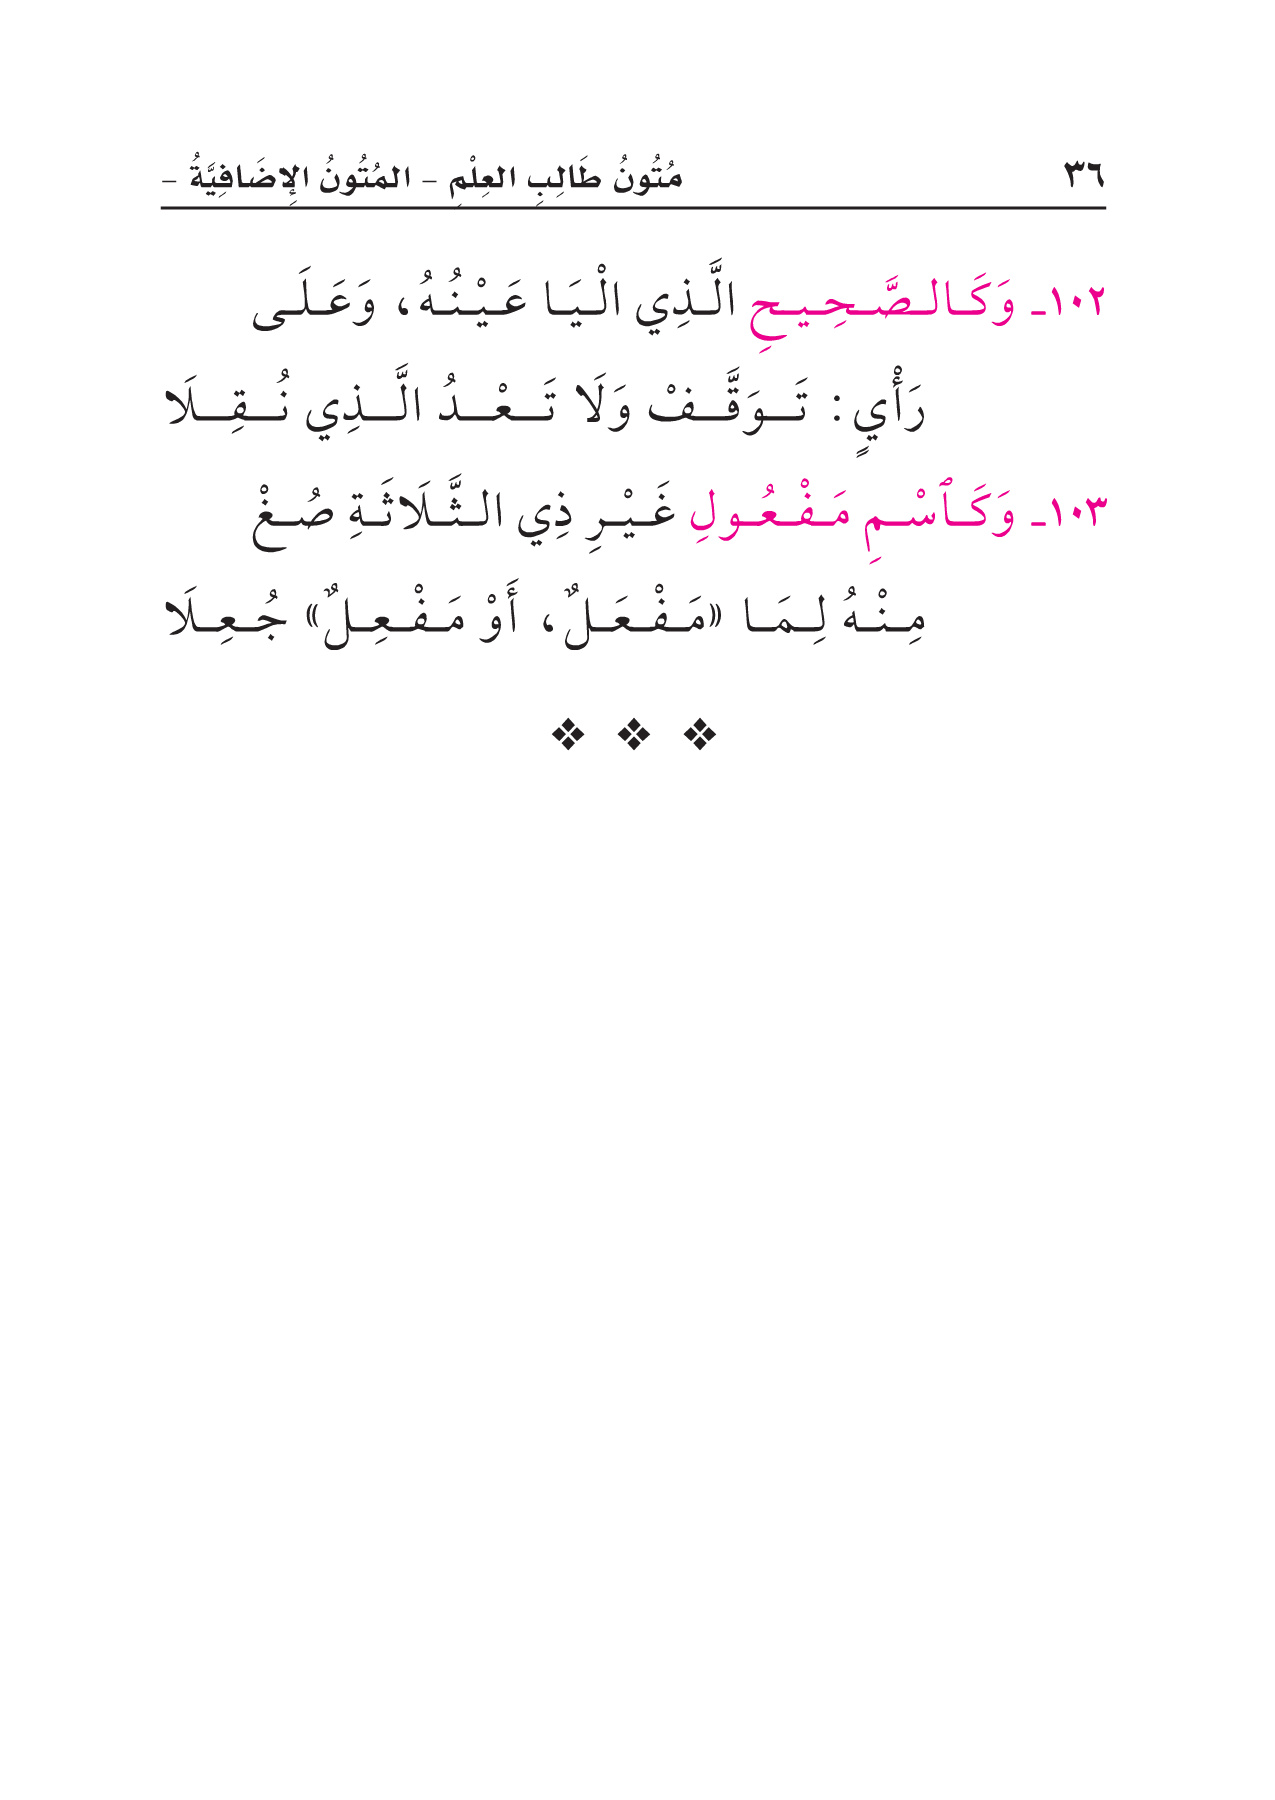 ٣٦ مُتُونُ طَالِبِ العِلْمِ – المُتُونُ الإِضَافِيَّةُ –
١٠٢ـ وَكَالصَّحِيحِ الَّذِي الْيَا عَيْنُهُ، وَعَلَى
رَأْيٍ: تَوَقَّفْ وَلَا تَعْدُ الَّذِي نُقِلَا
١٠٣ـ وَكَٱسْمِ مَفْعُولِ غَيْرِ ذِي الثَّلَاثَةِ صُغْ
مِنْهُ لِمَا «مَفْعَلٌ، أَوْ مَفْعِلٌ» جُعِلَا